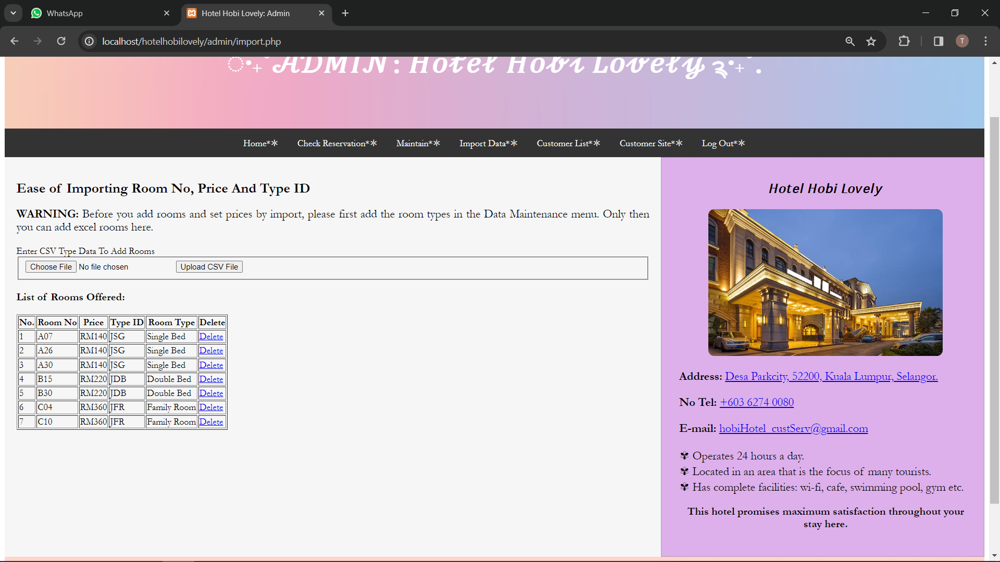 WhatsApp
Hotel Hobi Lovely: Admin
localhost/hotelhobilovely/admin/import.php
T
ADMIN : Hotel Hobi Lovely
Home*✲ Check Reservation*✲ Maintain*✲ Import Data*✲ Customer List*✲ Customer Site*✲ Log Out*✲
Ease of Importing Room No, Price And Type ID
WARNING: Before you add rooms and set prices by import, please first add the room types in the Data Maintenance menu. Only then
you can add excel rooms here.
Enter CSV Type Data To Add Rooms
Choose File No file chosen Upload CSV File
List of Rooms Offered:
No. Room No Price Type ID Room Type Delete
1 A07 RM140 JSG Single Bed Delete
2 A26 RM140 JSG Single Bed Delete
3 A30 RM140 JSG Single Bed Delete
4 B15 RM220 JDB Double Bed Delete
5 B30 RM220 JDB Double Bed Delete
6 C04 RM360 JFR Family Room Delete
7 C10 RM360 JFR Family Room Delete
Hotel Hobi Lovely
Address: Desa Parkcity, 52200, Kuala Lumpur, Selangor.
No Tel: +603 6274 0080
E-mail: hobiHotel_custServ@gmail.com
✾ Operates 24 hours a day.
✾ Located in an area that is the focus of many tourists.
✾ Has complete facilities: wi-fi, cafe, swimming pool, gym etc.
This hotel promises maximum satisfaction throughout your
stay here.